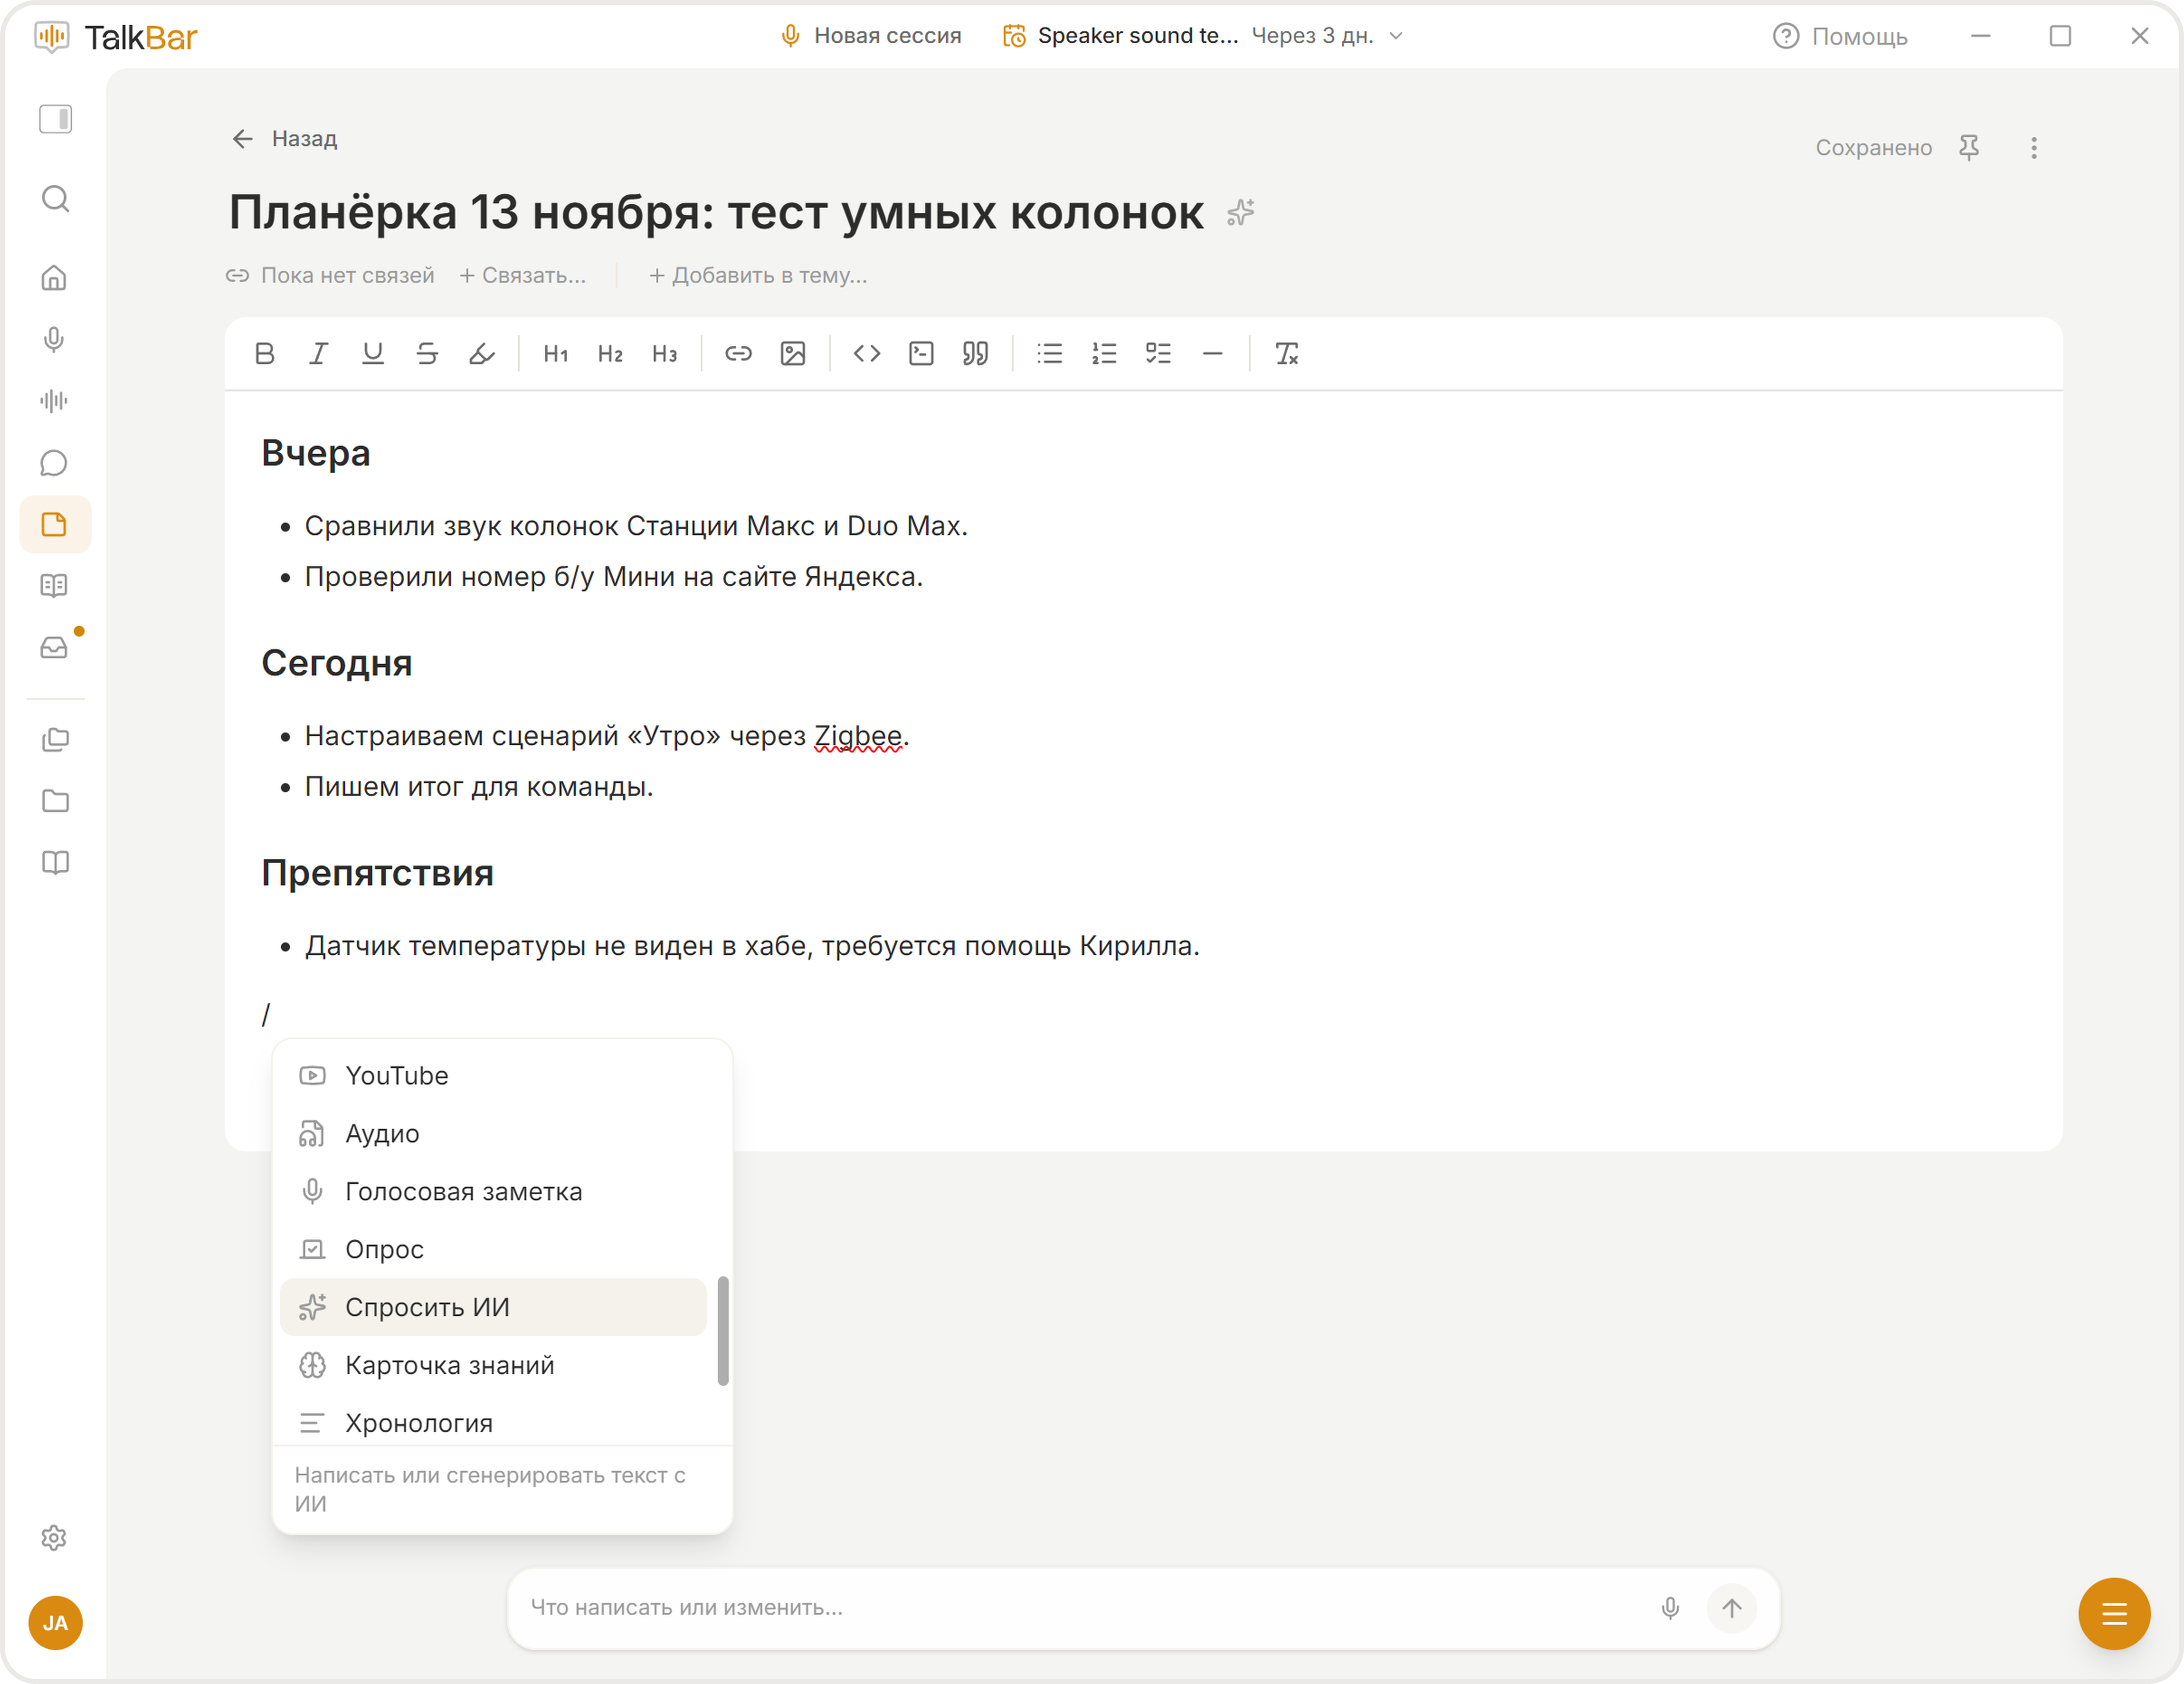 TalkBar
Новая сессия
Speaker sound te... Через 3 дн.
Помощь
Назад
Сохранено
Планёрка 13 ноября: тест умных колонок
Пока нет связей + Связать... + Добавить в тему...
B I U S H1 H2 H3
Вчера
• Сравнили звук колонок Станции Макс и Duo Max.
• Проверили номер б/у Мини на сайте Яндекса.
Сегодня
• Настраиваем сценарий «Утро» через Zigbee.
• Пишем итог для команды.
Препятствия
• Датчик температуры не виден в хабе, требуется помощь Кирилла.
/
YouTube
Аудио
Голосовая заметка
Опрос
Спросить ИИ
Карточка знаний
Хронология
Написать или сгенерировать текст с
ИИ
Что написать или изменить...
JA